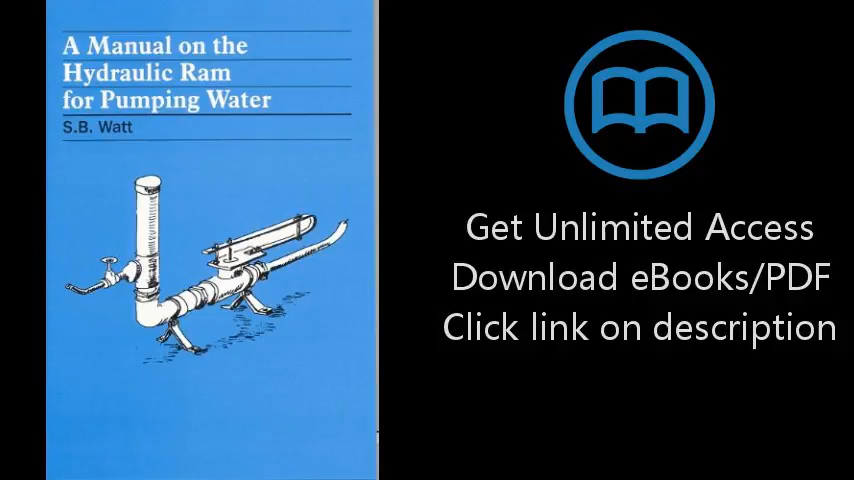 A Manual on the
Hydraulic Ram
for Pumping Water
S.B. Watt
Get Unlimited Access
Download eBooks/PDF
Click link on description